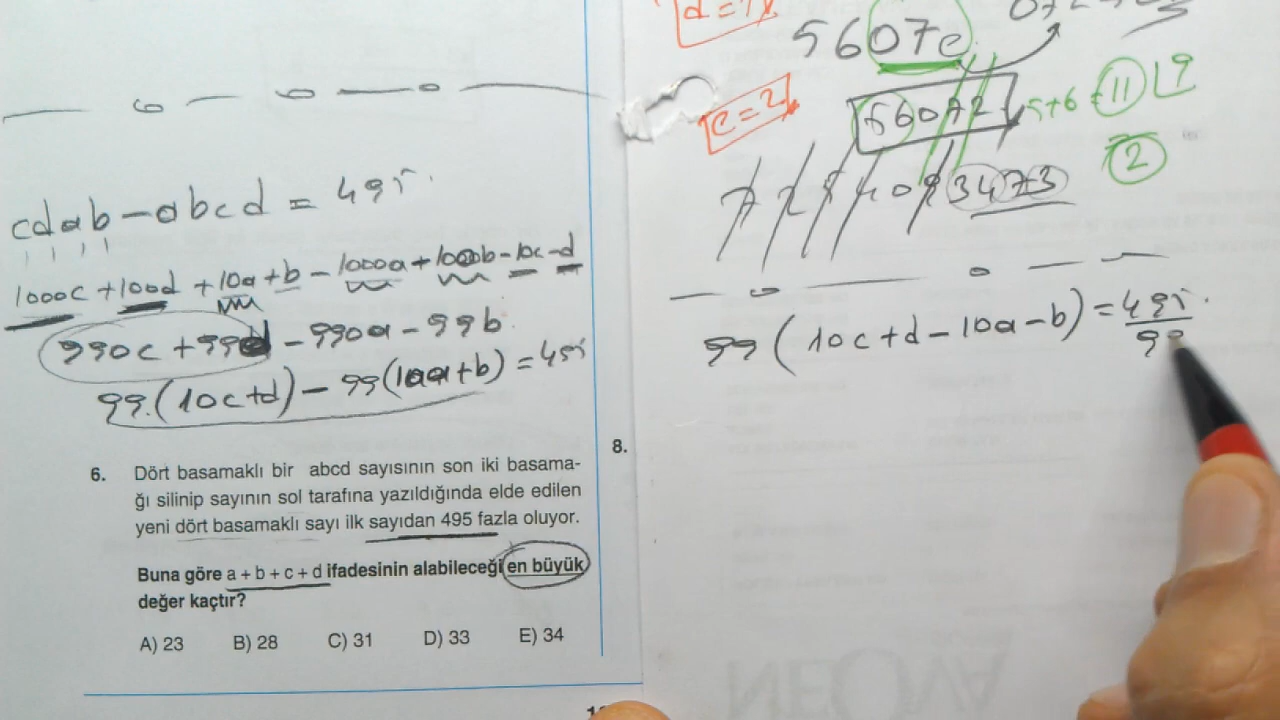 cdab - abcd = 495
1000c + 100d + 10a + b - 1000a + 100b - 10c - d
990c + 99d - 990a - 99b
99.(10c+d) - 99(10a+b) = 495
6. Dört basamaklı bir abcd sayısının son iki basama-
ğı silinip sayının sol tarafına yazıldığında elde edilen
yeni dört basamaklı sayı ilk sayıdan 495 fazla oluyor.
Buna göre a + b + c + d ifadesinin alabileceği en büyük
değer kaçtır?
A) 23 B) 28 C) 31 D) 33 E) 34
5607e
e=2
56072
5+6 = 11 | 9
2
3473
99 (10c+d-10a-b) = 495
99
8.